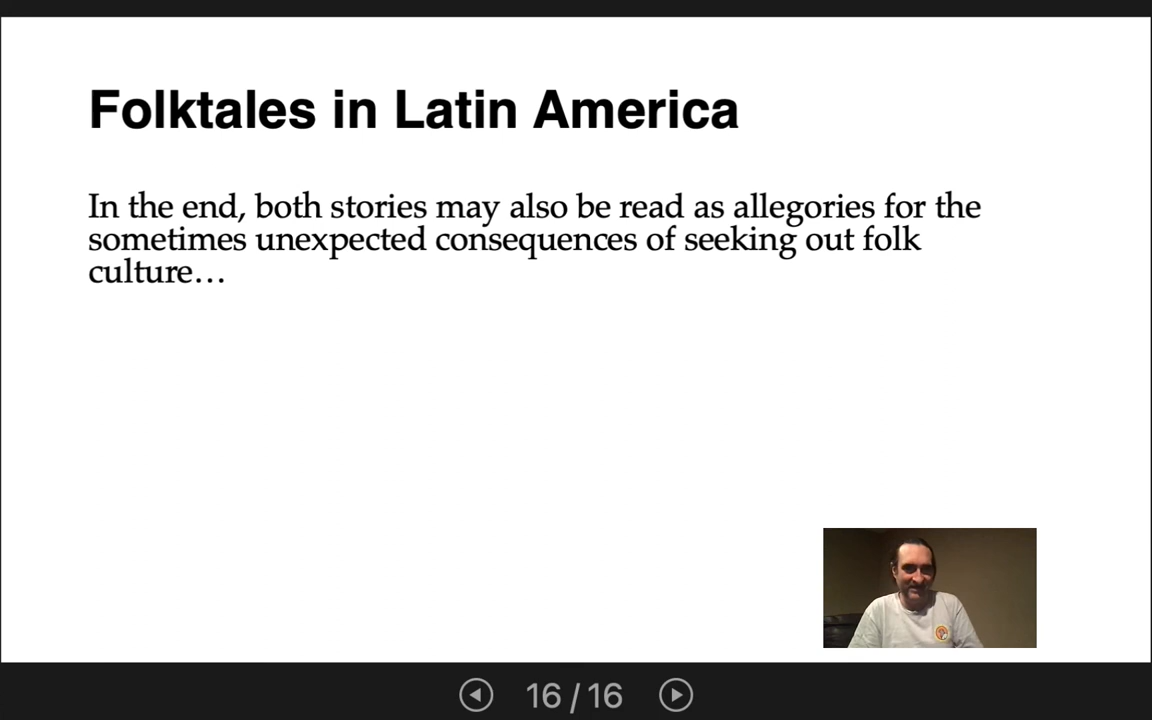 Folktales in Latin America
In the end, both stories may also be read as allegories for the
sometimes unexpected consequences of seeking out folk
culture…
16 / 16